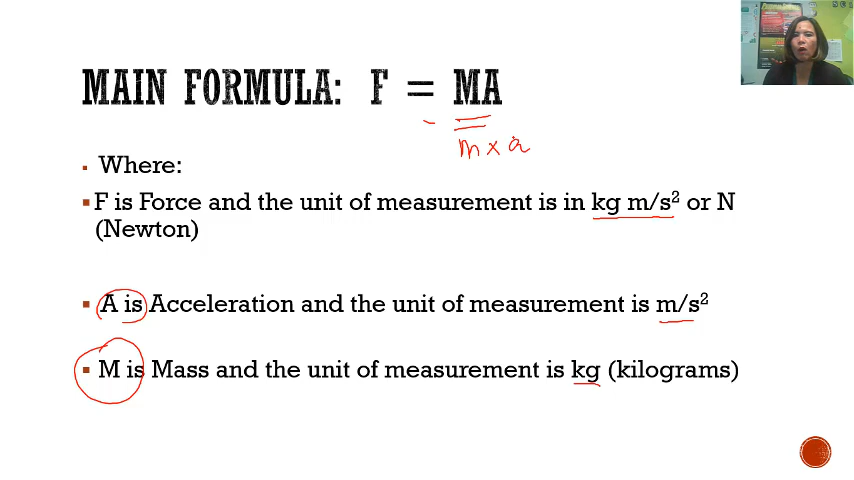 MAIN FORMULA: F = MA
m × a
Where:
F is Force and the unit of measurement is in kg m/s² or N
(Newton)
A is Acceleration and the unit of measurement is m/s²
M is Mass and the unit of measurement is kg (kilograms)